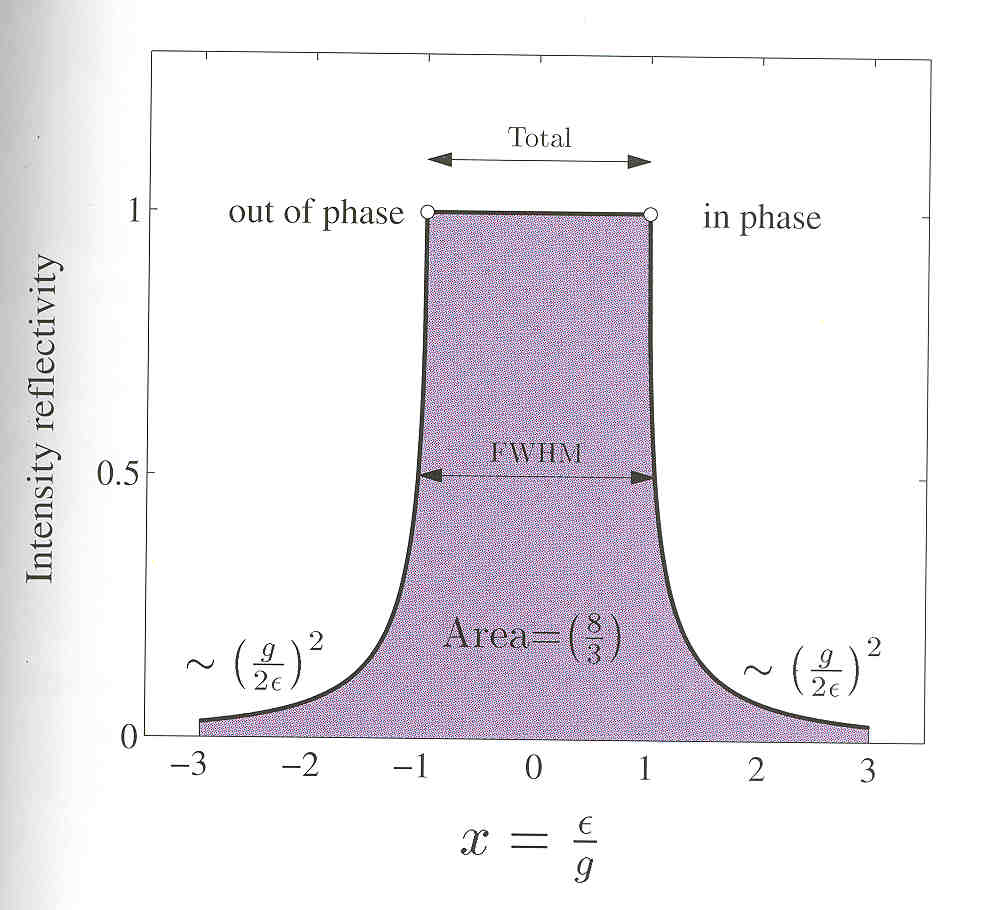 Total
1
out of phase
in phase
Intensity reflectivity
0.5
FWHM
Area=(8/3)
~ (g/2ϵ)^2
~ (g/2ϵ)^2
0
−3 −2 −1 0 1 2 3
x = ϵ/g